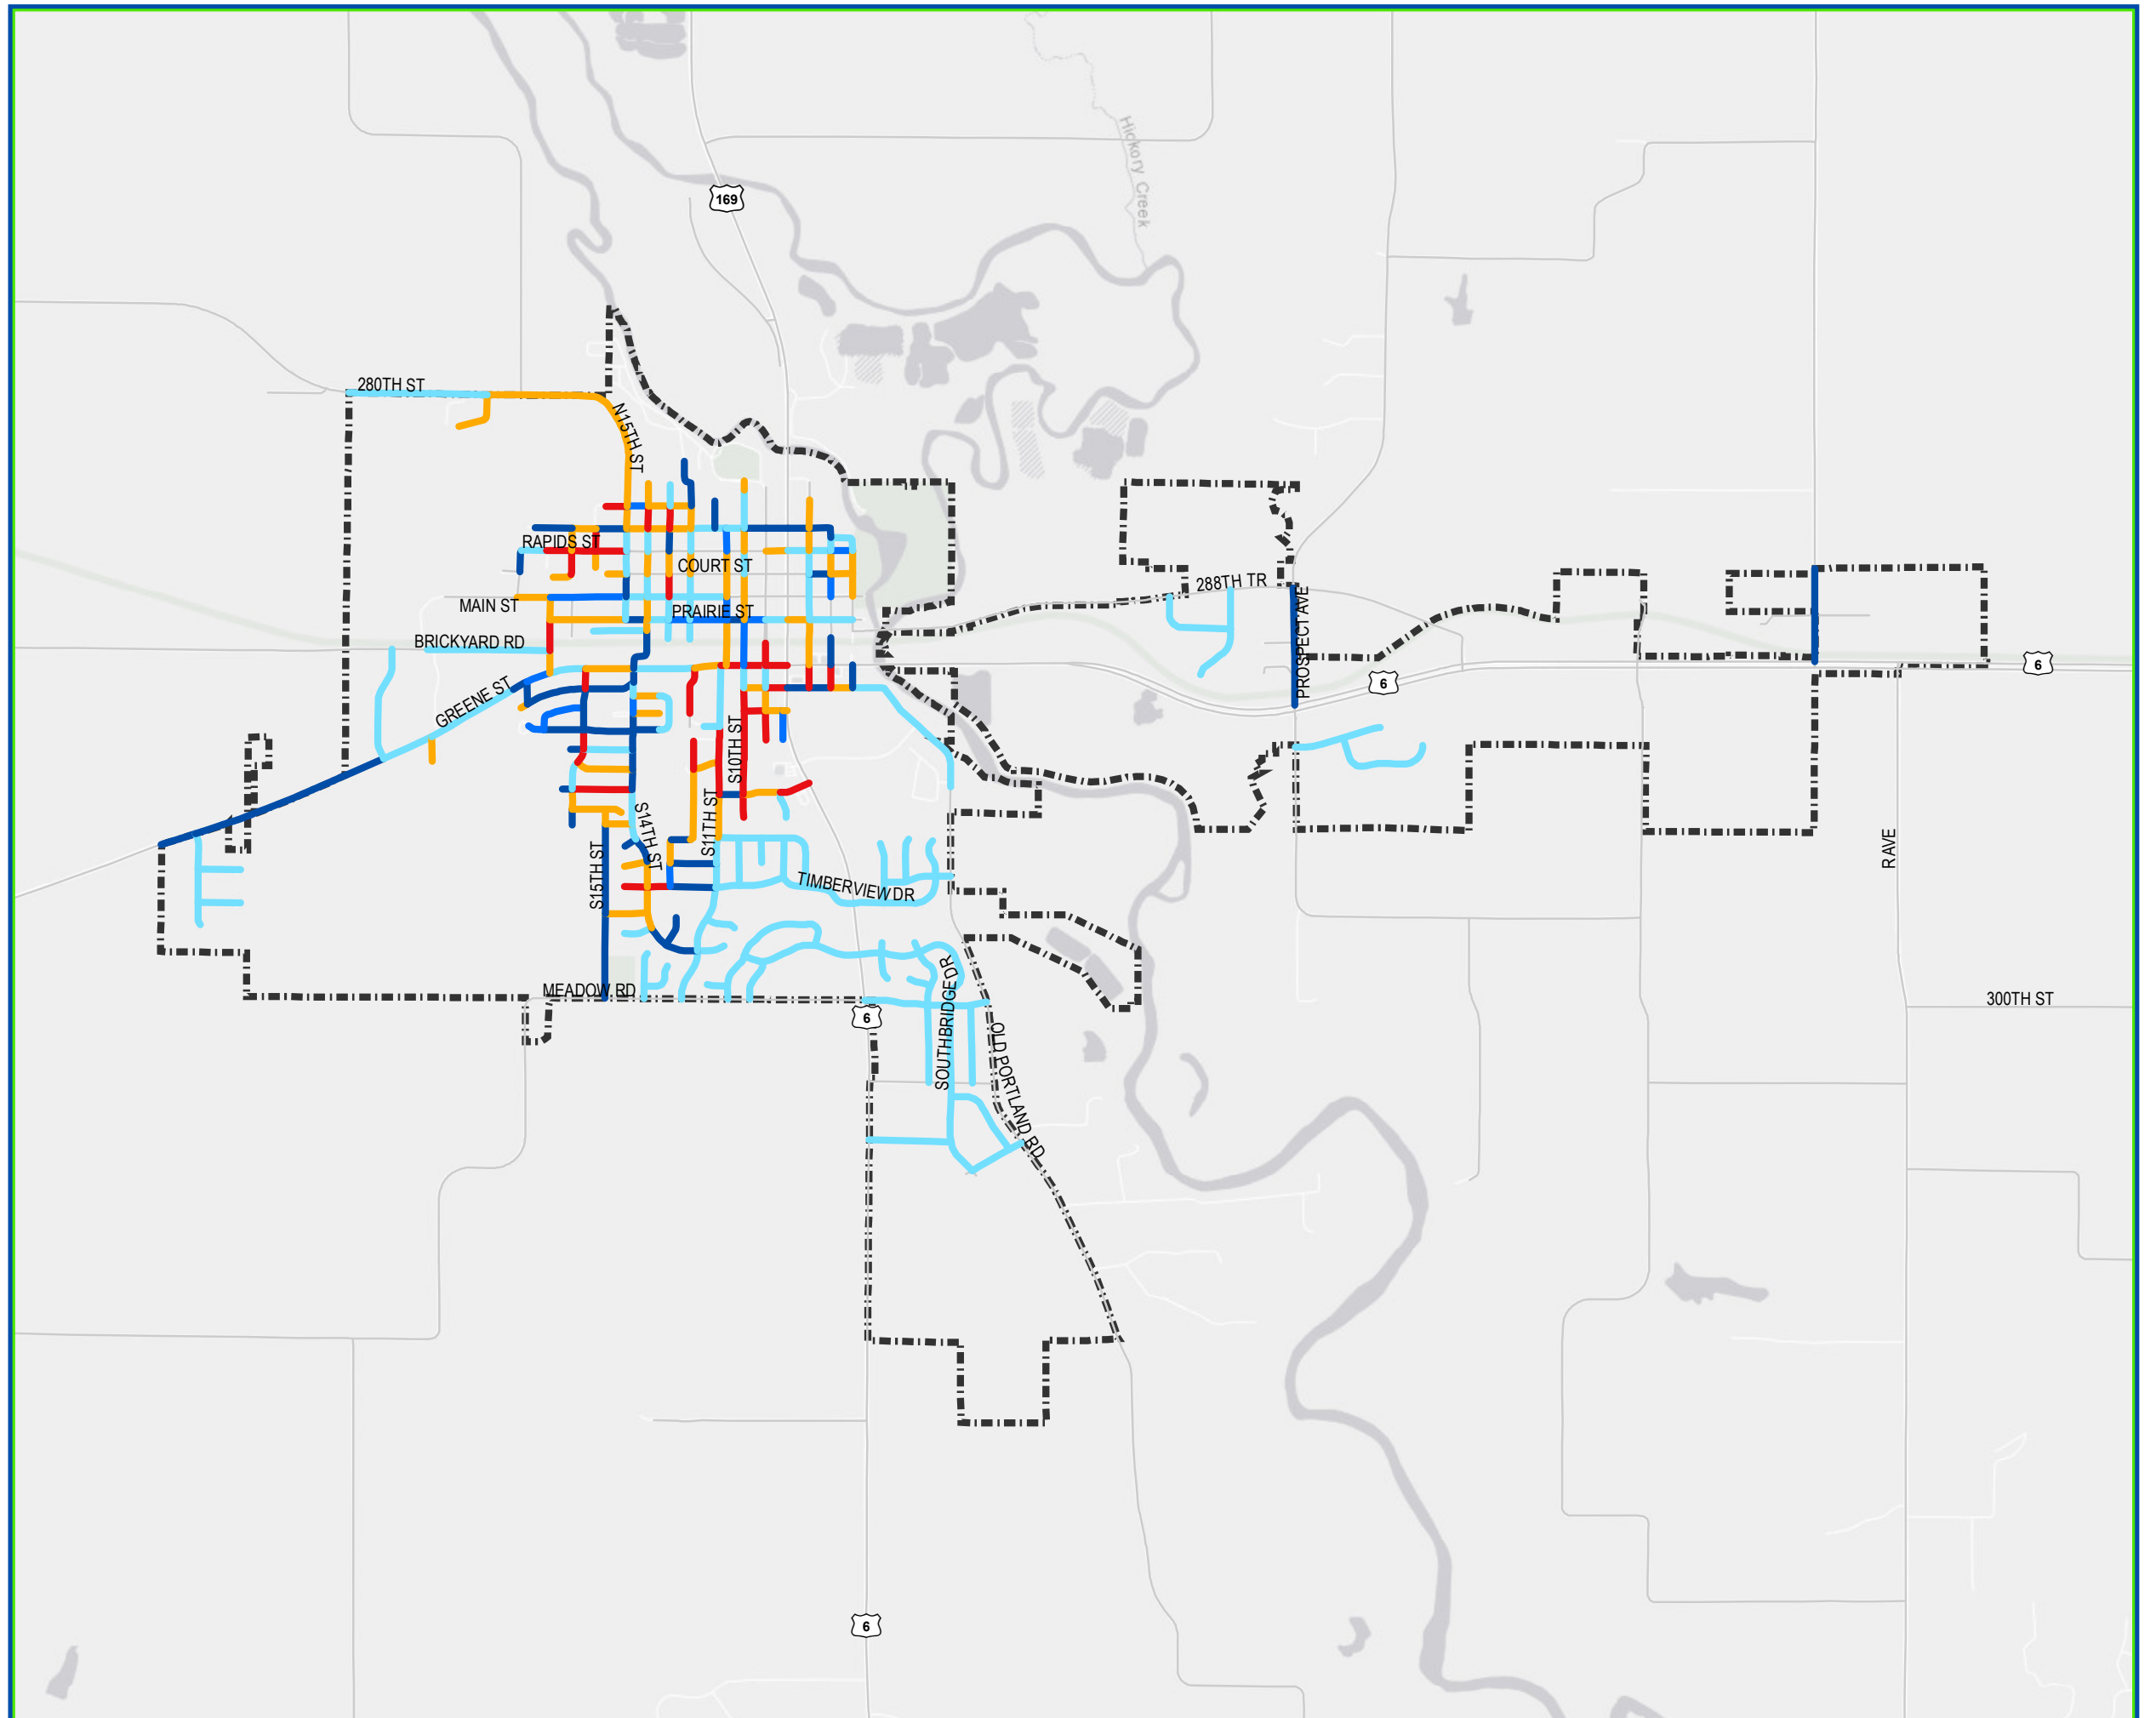 Hickory Creek
169
280TH ST
N15TH ST
RAPIDS ST
COURT ST
288TH TR
MAIN ST
PRAIRIE ST
PROSPECT AVE
BRICKYARD RD
6
6
GREENE ST
S10TH ST
S11TH ST
S14TH ST
S15TH ST
R AVE
TIMBERVIEW DR
MEADOW RD
300TH ST
6
SOUTHBRIDGE DR
OLD PORTLAND RD
6